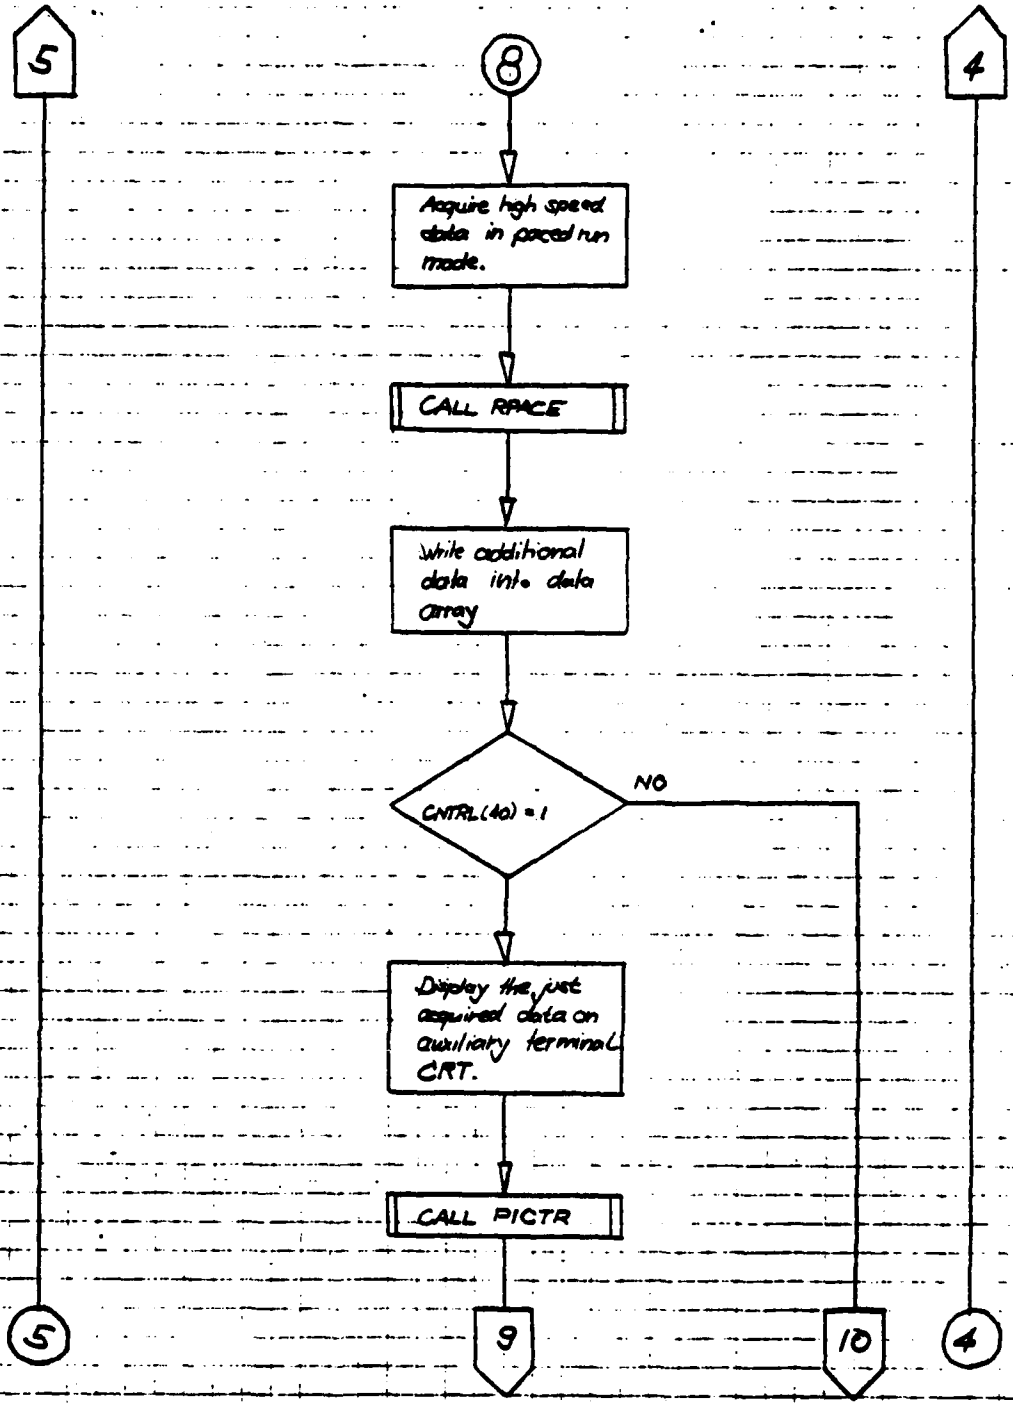 5
8
4
Acquire high speed
data in paced run
mode.
CALL RPACE
Write additional
data into data
array
CNTRL(40) = 1
NO
Display the just
acquired data on
auxiliary terminal
CRT.
CALL PICTR
5
9
10
4